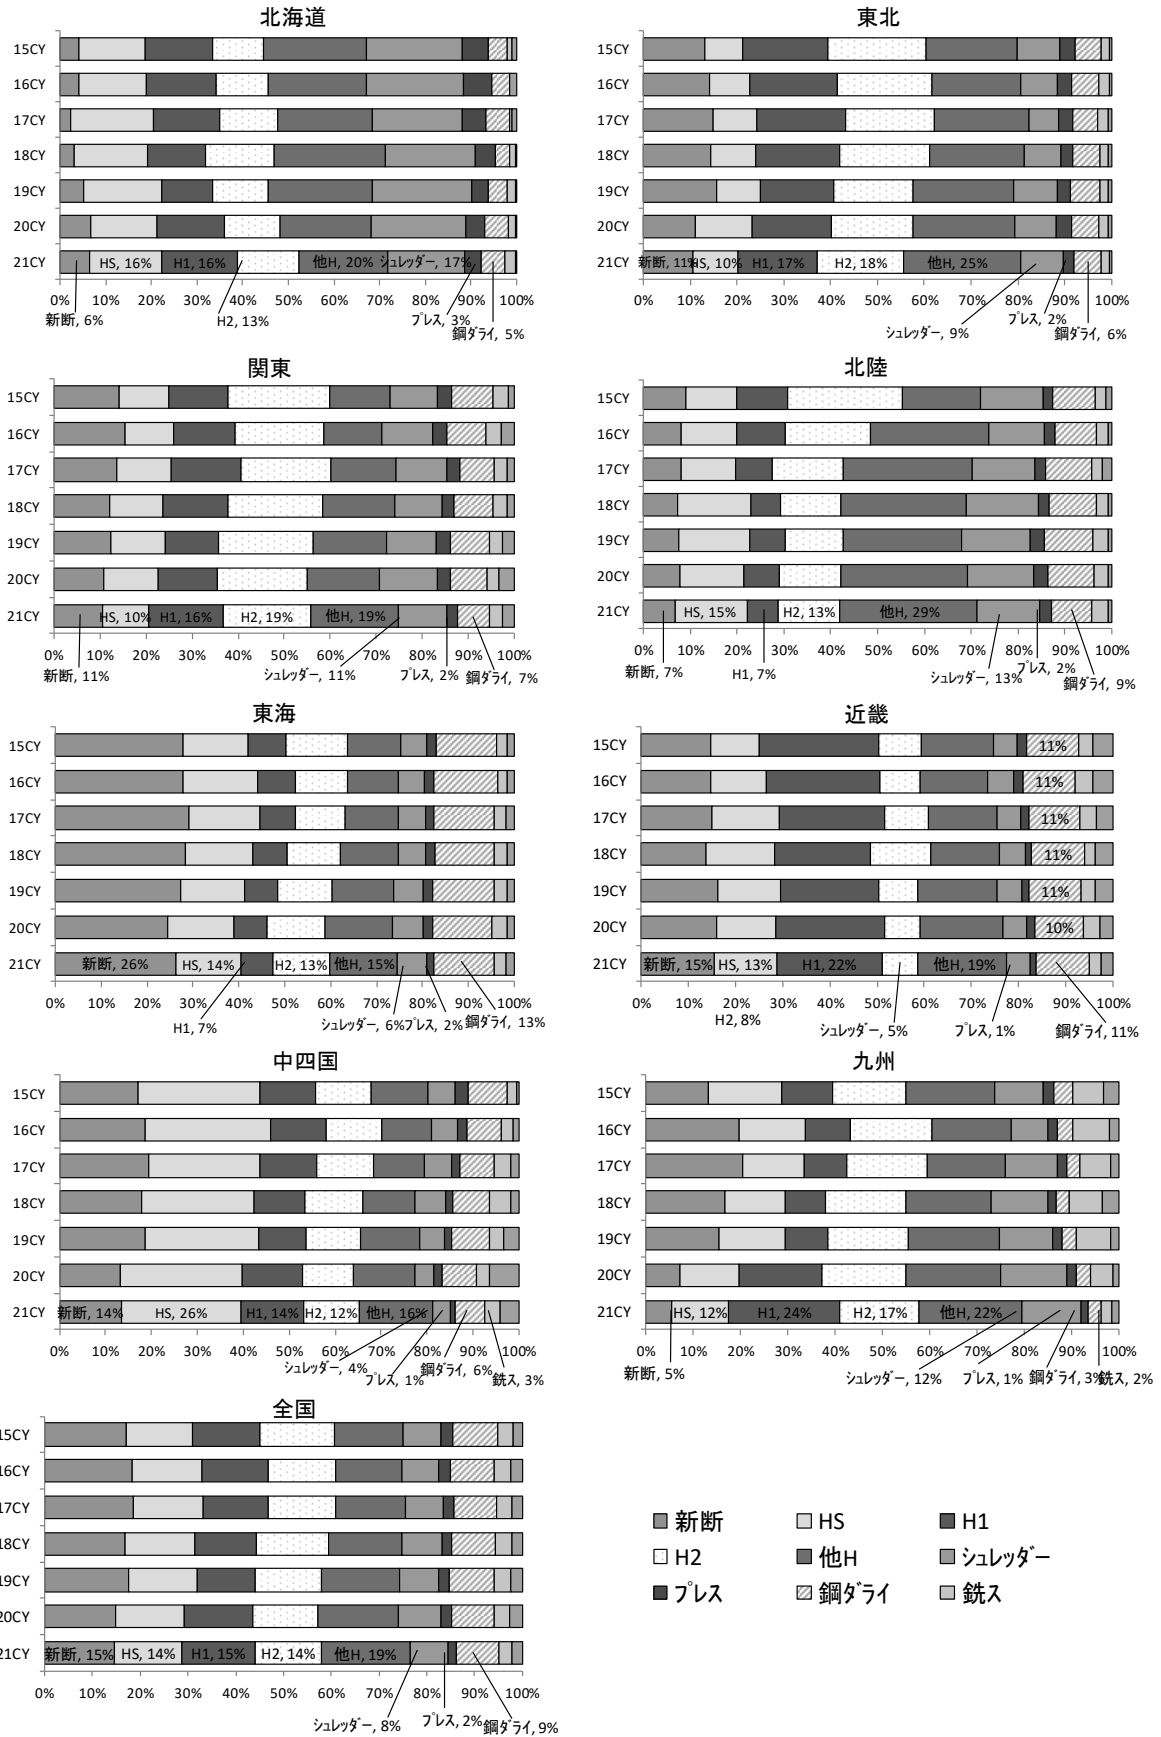 北海道
15CY
16CY
17CY
18CY
19CY
20CY
21CY HS, 16% H1, 16% 他H, 20% シュレッダー, 17%
0% 10% 20% 30% 40% 50% 60% 70% 80% 90% 100%
新断, 6% H2, 13% プレス, 3%
鋼ダライ, 5%
東北
15CY
16CY
17CY
18CY
19CY
20CY
21CY 新断, 11% HS, 10% H1, 17% H2, 18% 他H, 25%
0% 10% 20% 30% 40% 50% 60% 70% 80% 90% 100%
シュレッダー, 9% プレス, 2% 鋼ダライ, 6%
関東
15CY
16CY
17CY
18CY
19CY
20CY
21CY HS, 10% H1, 16% H2, 19% 他H, 19%
0% 10% 20% 30% 40% 50% 60% 70% 80% 90% 100%
新断, 11% シュレッダー, 11% プレス, 2% 鋼ダライ, 7%
北陸
15CY
16CY
17CY
18CY
19CY
20CY
21CY HS, 15% H2, 13% 他H, 29%
0% 10% 20% 30% 40% 50% 60% 70% 80% 90% 100%
新断, 7% H1, 7% シュレッダー, 13% プレス, 2% 鋼ダライ, 9%
東海
15CY
16CY
17CY
18CY
19CY
20CY
21CY 新断, 26% HS, 14% H2, 13% 他H, 15%
0% 10% 20% 30% 40% 50% 60% 70% 80% 90% 100%
H1, 7% シュレッダー, 6% プレス, 2% 鋼ダライ, 13%
近畿
15CY 11%
16CY 11%
17CY 11%
18CY 11%
19CY 11%
20CY 10%
21CY 新断, 15% HS, 13% H1, 22% 他H, 19%
0% 10% 20% 30% 40% 50% 60% 70% 80% 90% 100%
H2, 8% シュレッダー, 5% プレス, 1% 鋼ダライ, 11%
中四国
15CY
16CY
17CY
18CY
19CY
20CY
21CY 新断, 14% HS, 26% H1, 14% H2, 12% 他H, 16%
0% 10% 20% 30% 40% 50% 60% 70% 80% 90% 100%
シュレッダー, 4% プレス, 1% 鋼ダライ, 6% 銑ス, 3%
九州
15CY
16CY
17CY
18CY
19CY
20CY
21CY HS, 12% H1, 24% H2, 17% 他H, 22%
0% 10% 20% 30% 40% 50% 60% 70% 80% 90% 100%
新断, 5% シュレッダー, 12% プレス, 1% 鋼ダライ, 3% 銑ス, 2%
全国
15CY
16CY
17CY
18CY
19CY
20CY
21CY 新断, 15% HS, 14% H1, 15% H2, 14% 他H, 19%
0% 10% 20% 30% 40% 50% 60% 70% 80% 90% 100%
シュレッダー, 8% プレス, 2% 鋼ダライ, 9%
新断 HS H1
H2 他H シュレッダー
プレス 鋼ダライ 銑ス